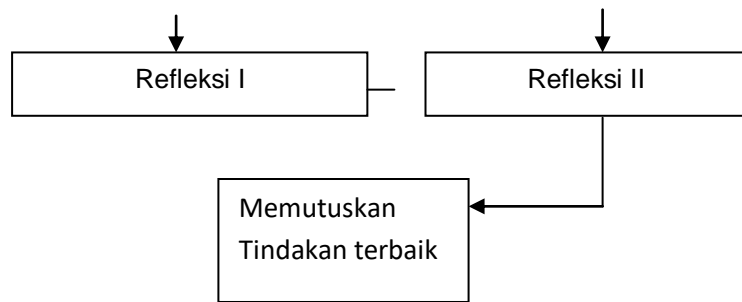 Refleksi I
Refleksi II
Memutuskan
Tindakan terbaik